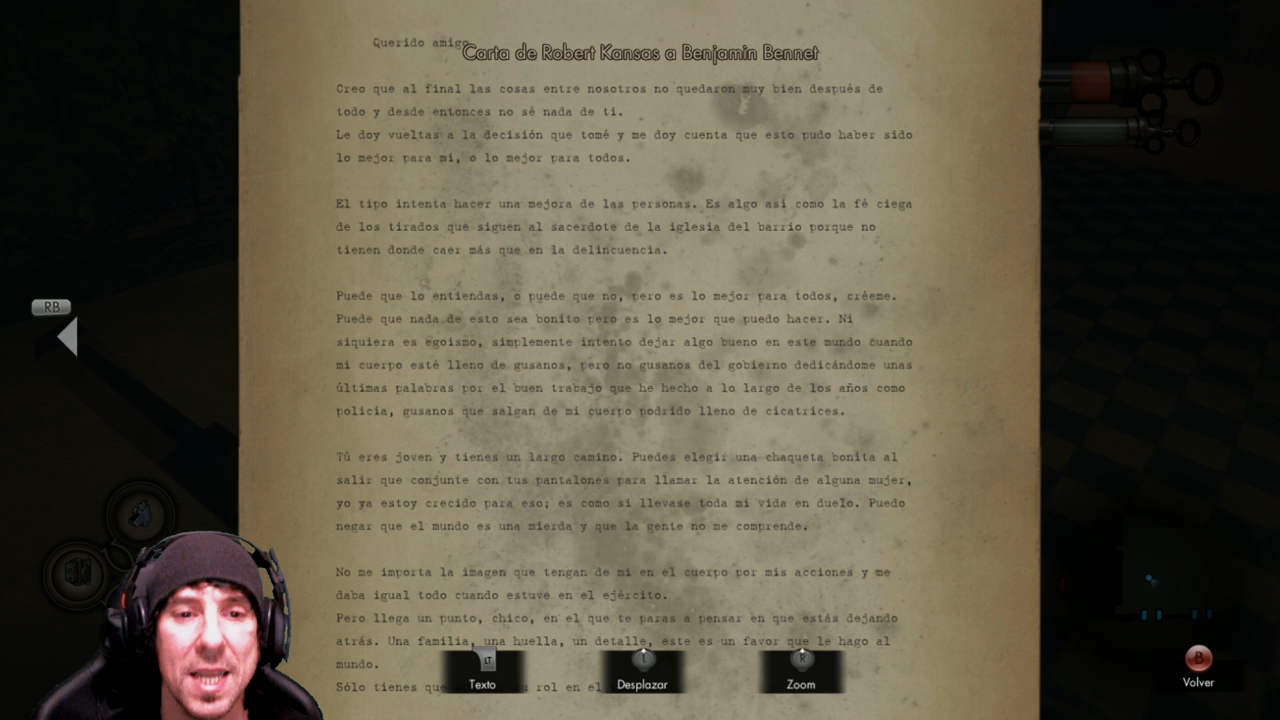 Querido amigo
Carta de Robert Kansas a Benjamin Bennet
Creo que al final las cosas entre nosotros no quedaron muy bien después de
todo y desde entonces no sé nada de ti.
Le doy vueltas a la decisión que tomé y me doy cuenta que esto pudo haber sido
lo mejor para mi, o lo mejor para todos.
El tipo intenta hacer una mejora de las personas. Es algo asi como la fé ciega
de los tirados que siguen al sacerdote de la iglesia del barrio porque no
tienen donde caer más que en la delincuencia.
RB
Puede que lo entiendas, o puede que no, pero es lo mejor para todos, créeme.
Puede que nada de esto sea bonito pero es lo mejor que puedo hacer. Ni
siquiera es egoismo, simplemente intento dejar algo bueno en este mundo cuando
mi cuerpo esté lleno de gusanos, pero no gusanos del gobierno dedicándome unas
últimas palabras por el buen trabajo que he hecho a lo largo de los años como
policia, gusanos que salgan de mi cuerpo podrido lleno de cicatrices.
Tú eres joven y tienes un largo camino. Puedes elegir una chaqueta bonita al
salir que conjunte con tus pantalones para llamar la atención de alguna mujer,
yo ya estoy crecido para eso; es como si llevase toda mi vida en duelo. Puedo
negar que el mundo es una mierda y que la gente no me comprende.
No me importa la imagen que tengan de mi en el cuerpo por mis acciones y me
daba igual todo cuando estuve en el ejército.
Pero llega un punto, chico, en el que te paras a pensar en que estás dejando
atrás. Una familia, una huella, un detalle, este es un favor que le hago al
mundo.
Sólo tienes que rol en el
LT
Texto
L
Desplazar
R
Zoom
B
Volver